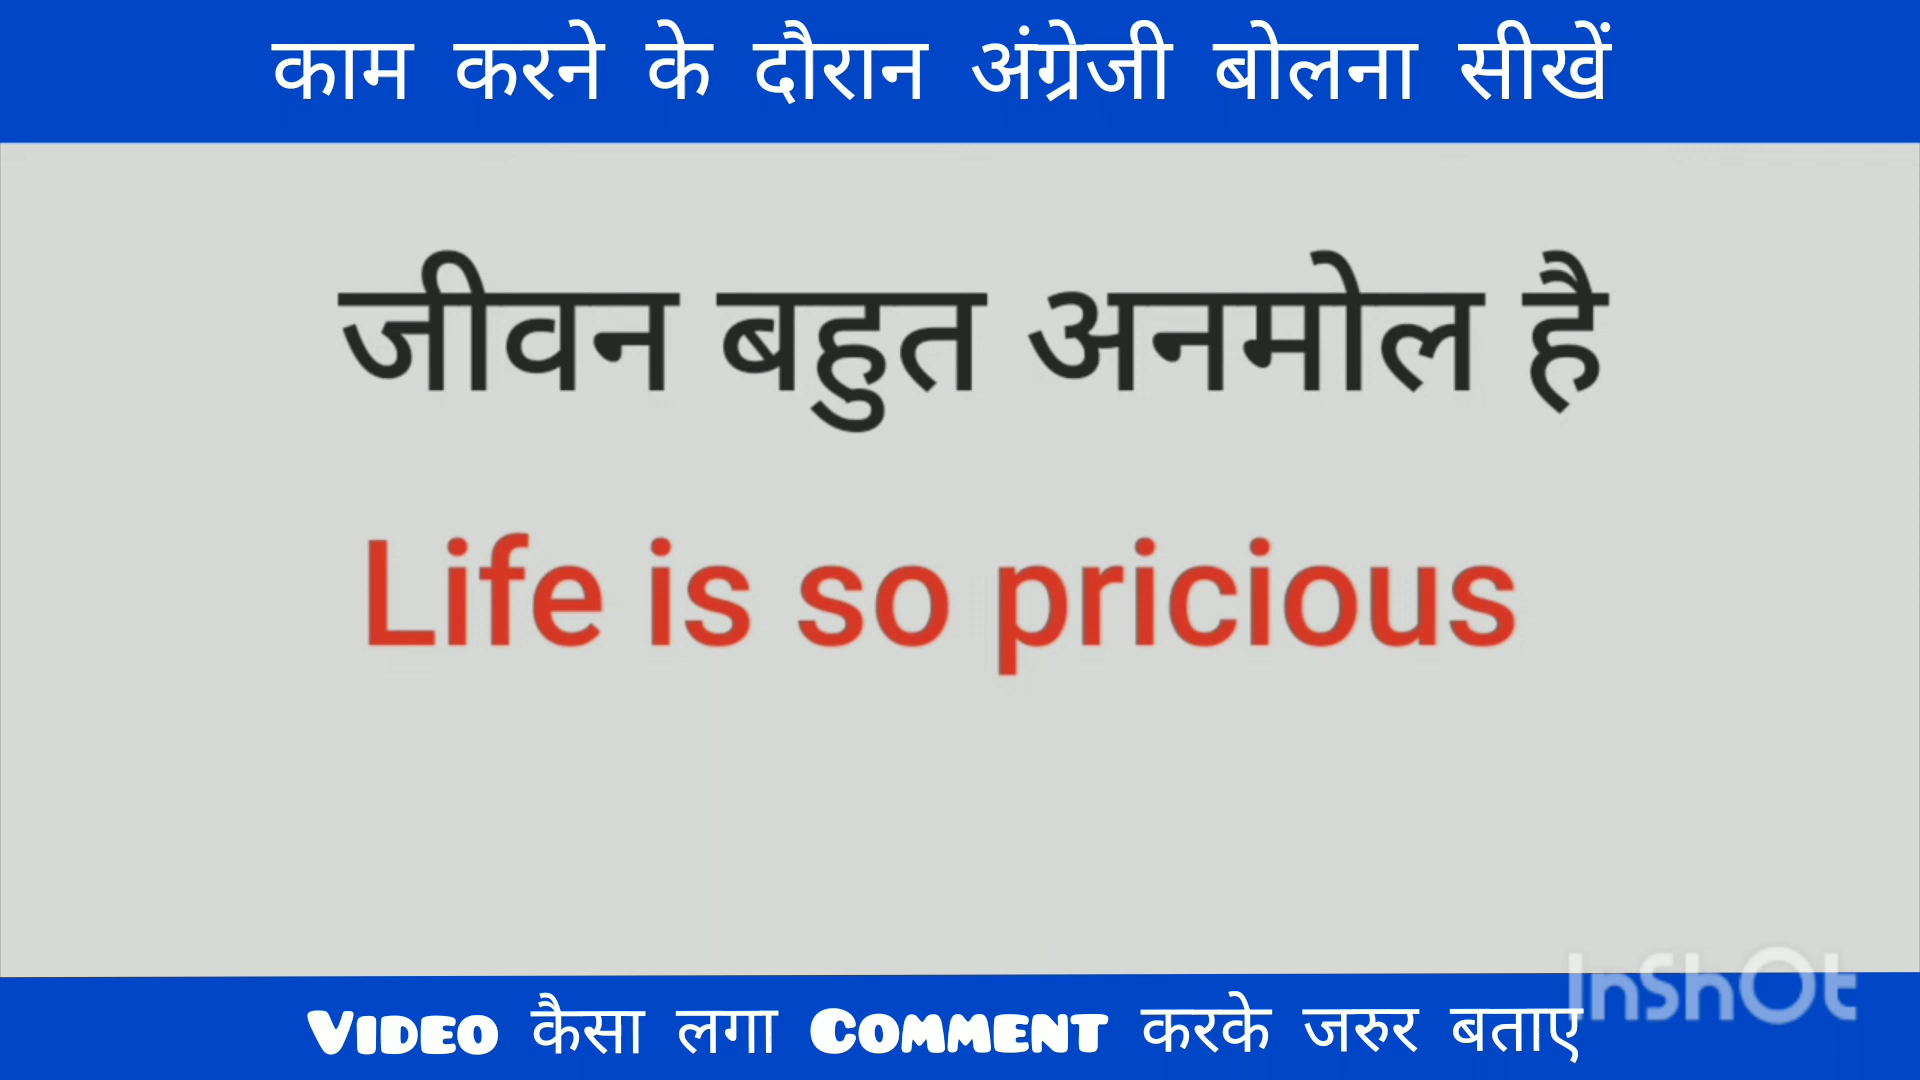 काम करने के दौरान अंग्रेजी बोलना सीखें
जीवन बहुत अनमोल है
Life is so pricious
InShOt
VIDEO कैसा लगा COMMENT करके जरुर बताए